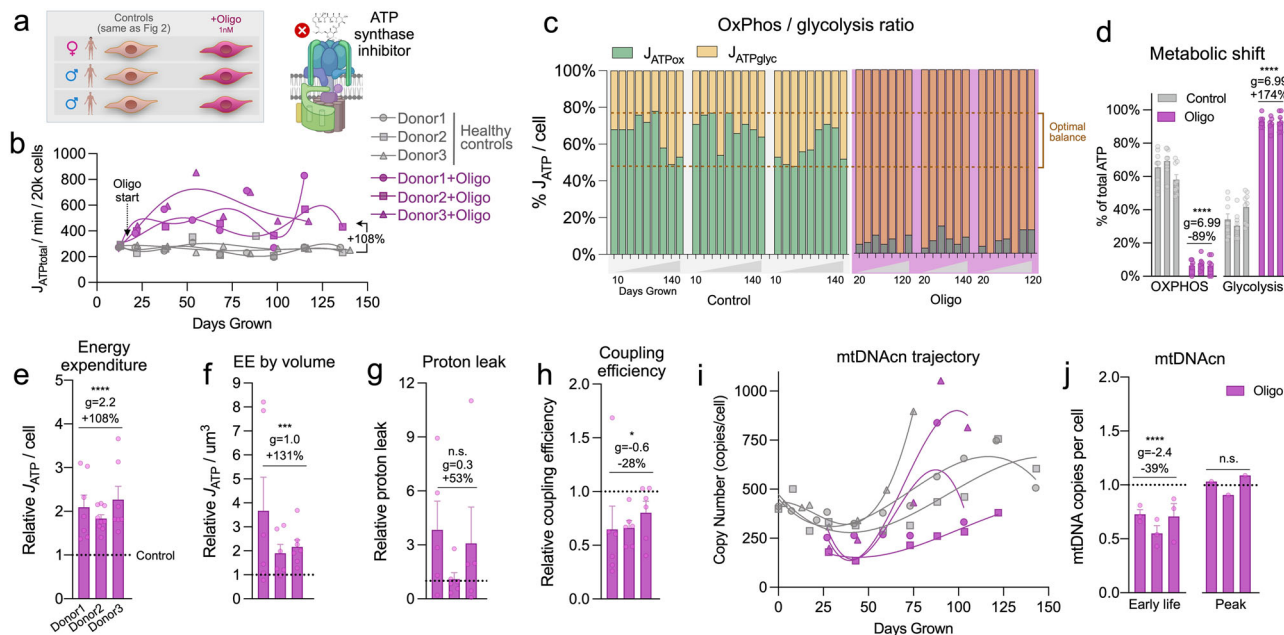 a
Controls
(same as Fig 2)
+Oligo
1nM
ATP
synthase
inhibitor
b
1000
800
600
400
200
0
JATPtotal / min / 20k cells
Oligo
start
+108%
0 25 50 75 100 125 150
Days Grown
Donor1
Donor2
Donor3
Healthy
controls
Donor1+Oligo
Donor2+Oligo
Donor3+Oligo
c
OxPhos / glycolysis ratio
JATPox
JATPglyc
100%
80%
60%
40%
20%
0%
% JATP / cell
Optimal
balance
10 140 10 140 10 140 20 120 20 140 20 120
Days Grown
Control
Oligo
d
Metabolic shift
****
g=6.99
+174%
Control
Oligo
100%
80%
60%
40%
20%
0%
% of total ATP
****
g=6.99
-89%
OXPHOS Glycolysis
e
Energy
expenditure
5
4
3
2
1
0
Relative JATP / cell
****
g=2.2
+108%
Control
Donor1
Donor2
Donor3
f
EE by volume
9
8
7
6
5
4
3
2
1
0
Relative JATP / um3
***
g=1.0
+131%
g
Proton leak
12
9
6
3
Relative proton leak
n.s.
g=0.3
+53%
h
Coupling
efficiency
2.0
1.5
1.0
0.5
0.0
Relative coupling efficiency
*
g=-0.6
-28%
i
mtDNAcn trajectory
1000
750
500
250
0
Copy Number (copies/cell)
0 25 50 75 100 125 150
Days Grown
j
mtDNAcn
Oligo
2.0
1.5
1.0
0.5
0.0
mtDNA copies per cell
****
g=-2.4
-39%
n.s.
Early life Peak